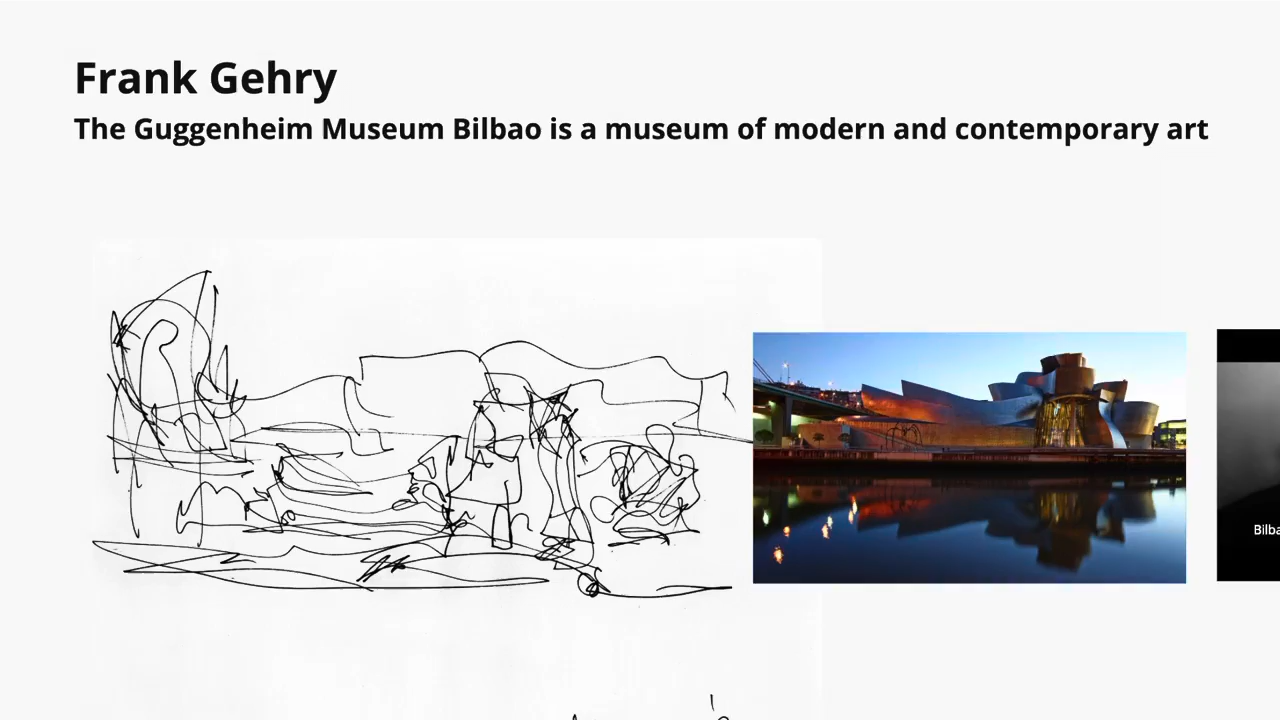 Frank Gehry
The Guggenheim Museum Bilbao is a museum of modern and contemporary art